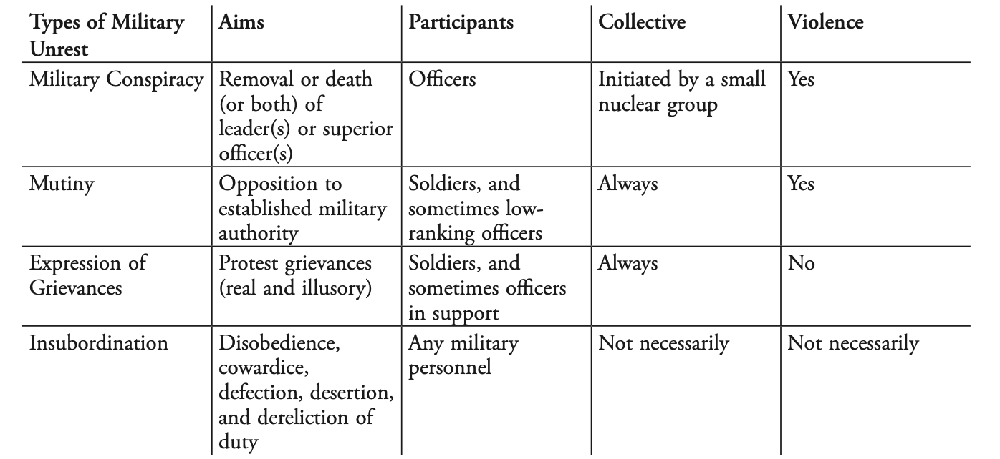 Types of Military Unrest | Aims | Participants | Collective | Violence
Military Conspiracy | Removal or death (or both) of leader(s) or superior officer(s) | Officers | Initiated by a small nuclear group | Yes
Mutiny | Opposition to established military authority | Soldiers, and sometimes low-ranking officers | Always | Yes
Expression of Grievances | Protest grievances (real and illusory) | Soldiers, and sometimes officers in support | Always | No
Insubordination | Disobedience, cowardice, defection, desertion, and dereliction of duty | Any military personnel | Not necessarily | Not necessarily